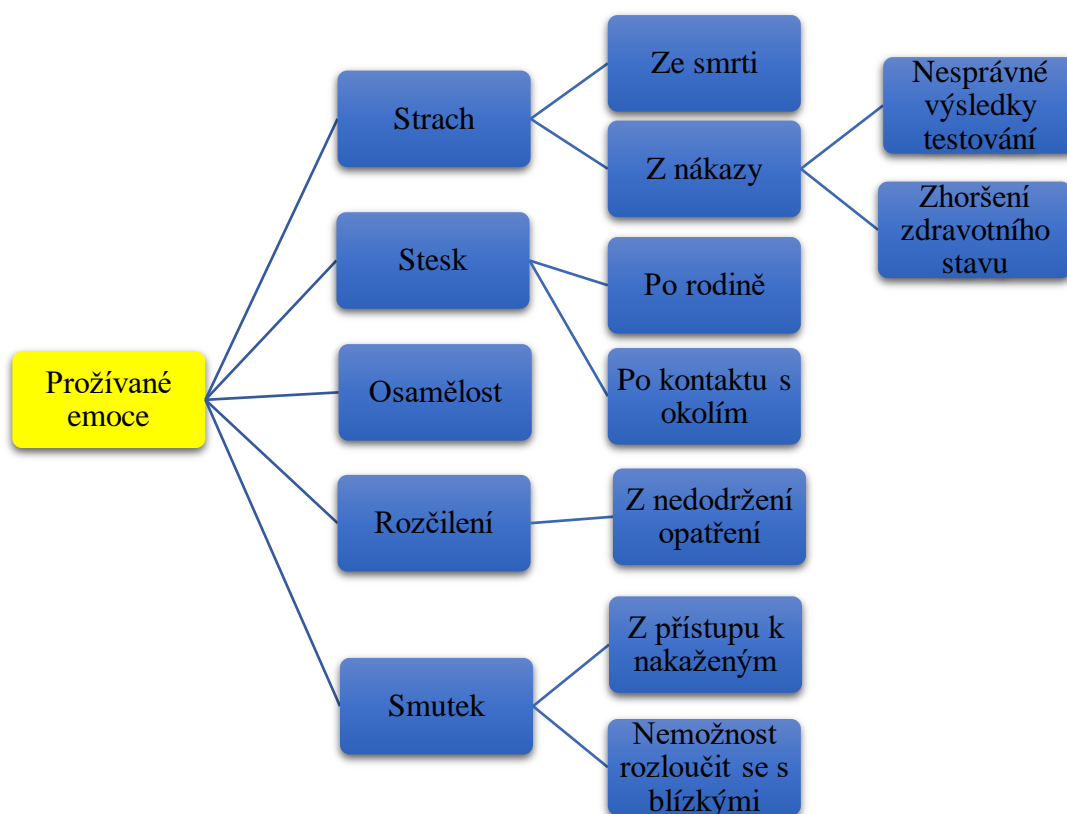 Prožívané
emoce
Strach
Ze smrti
Z nákazy
Nesprávné
výsledky
testování
Zhoršení
zdravotního
stavu
Stesk
Po rodině
Po kontaktu s
okolím
Osamělost
Rozčilení
Z nedodržení
opatření
Smutek
Z přístupu k
nakaženým
Nemožnost
rozloučit se s
blízkými